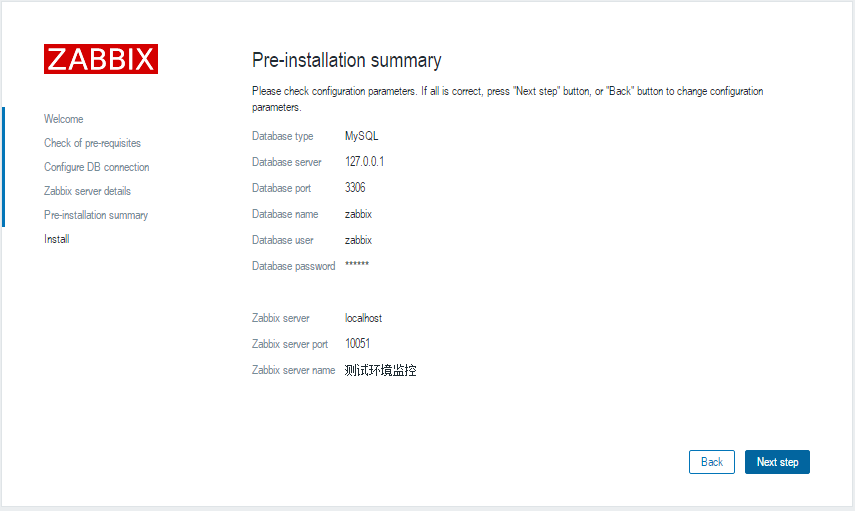 ZABBIX
Welcome
Check of pre-requisites
Configure DB connection
Zabbix server details
Pre-installation summary
Install
Pre-installation summary
Please check configuration parameters. If all is correct, press "Next step" button, or "Back" button to change configuration
parameters.
Database type MySQL
Database server 127.0.0.1
Database port 3306
Database name zabbix
Database user zabbix
Database password ******
Zabbix server localhost
Zabbix server port 10051
Zabbix server name 测试环境监控
Back Next step